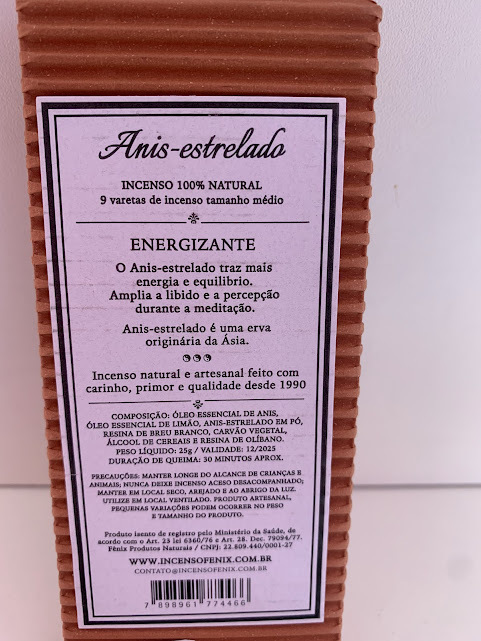 Anis-estrelado
INCENSO 100% NATURAL
9 varetas de incenso tamanho médio
ENERGIZANTE
O Anis-estrelado traz mais
energia e equilibrio.
Amplia a libido e a percepção
durante a meditação.
Anis-estrelado é uma erva
originária da Ásia.
Incenso natural e artesanal feito com
carinho, primor e qualidade desde 1990
COMPOSIÇÃO: ÓLEO ESSENCIAL DE ANIS,
ÓLEO ESSENCIAL DE LIMÃO, ANIS-ESTRELADO EM PÓ,
RESINA DE BREU BRANCO, CARVÃO VEGETAL,
ÁLCOOL DE CEREAIS E RESINA DE OLÍBANO.
PESO LÍQUIDO: 25g / VALIDADE: 12/2025
DURAÇÃO DE QUEIMA: 30 MINUTOS APROX.
PRECAUÇÕES: MANTER LONGE DO ALCANCE DE CRIANÇAS E
ANIMAIS; NUNCA DEIXE INCENSO ACESO DESACOMPANHADO;
MANTER EM LOCAL SECO, AREJADO E AO ABRIGO DA LUZ.
UTILIZE EM LOCAL VENTILADO. PRODUTO ARTESANAL,
PEQUENAS VARIAÇÕES PODEM OCORRER NO PESO
E TAMANHO DO PRODUTO.
Produto isento de registro pelo Ministério da Saúde, de
acordo com o Art. 23 lei 6360/76 e Art. 28. Dec. 79094/77.
Fênix Produtos Naturais / CNPJ: 22.809.440/0001-27
WWW.INCENSOFENIX.COM.BR
CONTATO@INCENSOFENIX.COM.BR
7 898961 774466